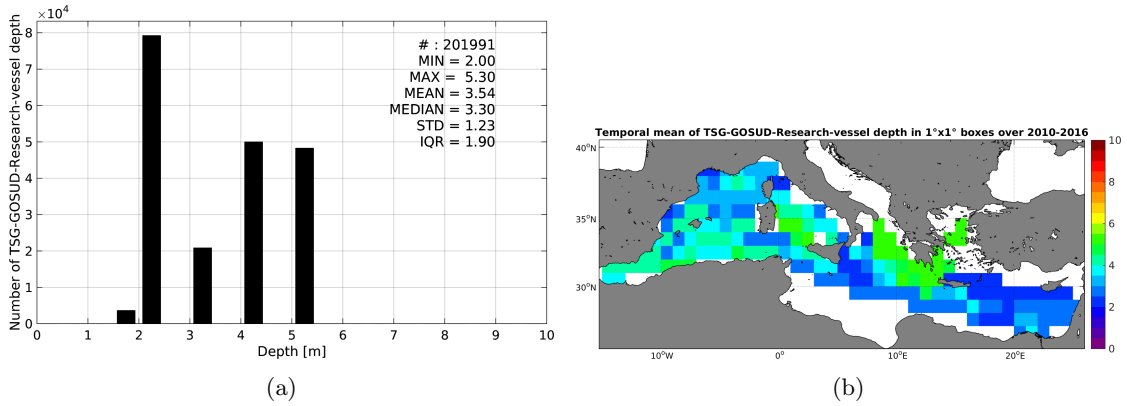 ×10⁴
Number of TSG-GOSUD-Research-vessel depth
8
7
6
5
4
3
2
1
0
0 1 2 3 4 5 6 7 8 9 10
Depth [m]
# : 201991
MIN = 2.00
MAX = 5.30
MEAN = 3.54
MEDIAN = 3.30
STD = 1.23
IQR = 1.90
(a)
Temporal mean of TSG-GOSUD-Research-vessel depth in 1°x1° boxes over 2010-2016
40°N
35°N
30°N
10°W 0° 10°E 20°E
10
8
6
4
2
0
(b)